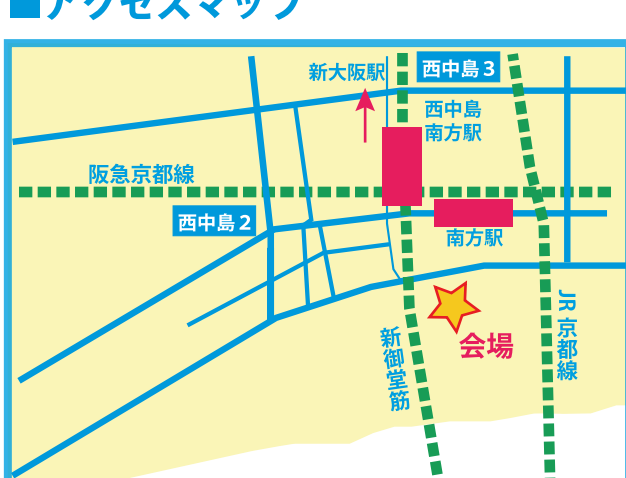 ■アクセスマップ
新大阪駅
西中島3
西中島
南方駅
阪急京都線
西中島2
南方駅
会場
新御堂筋
JR京都線